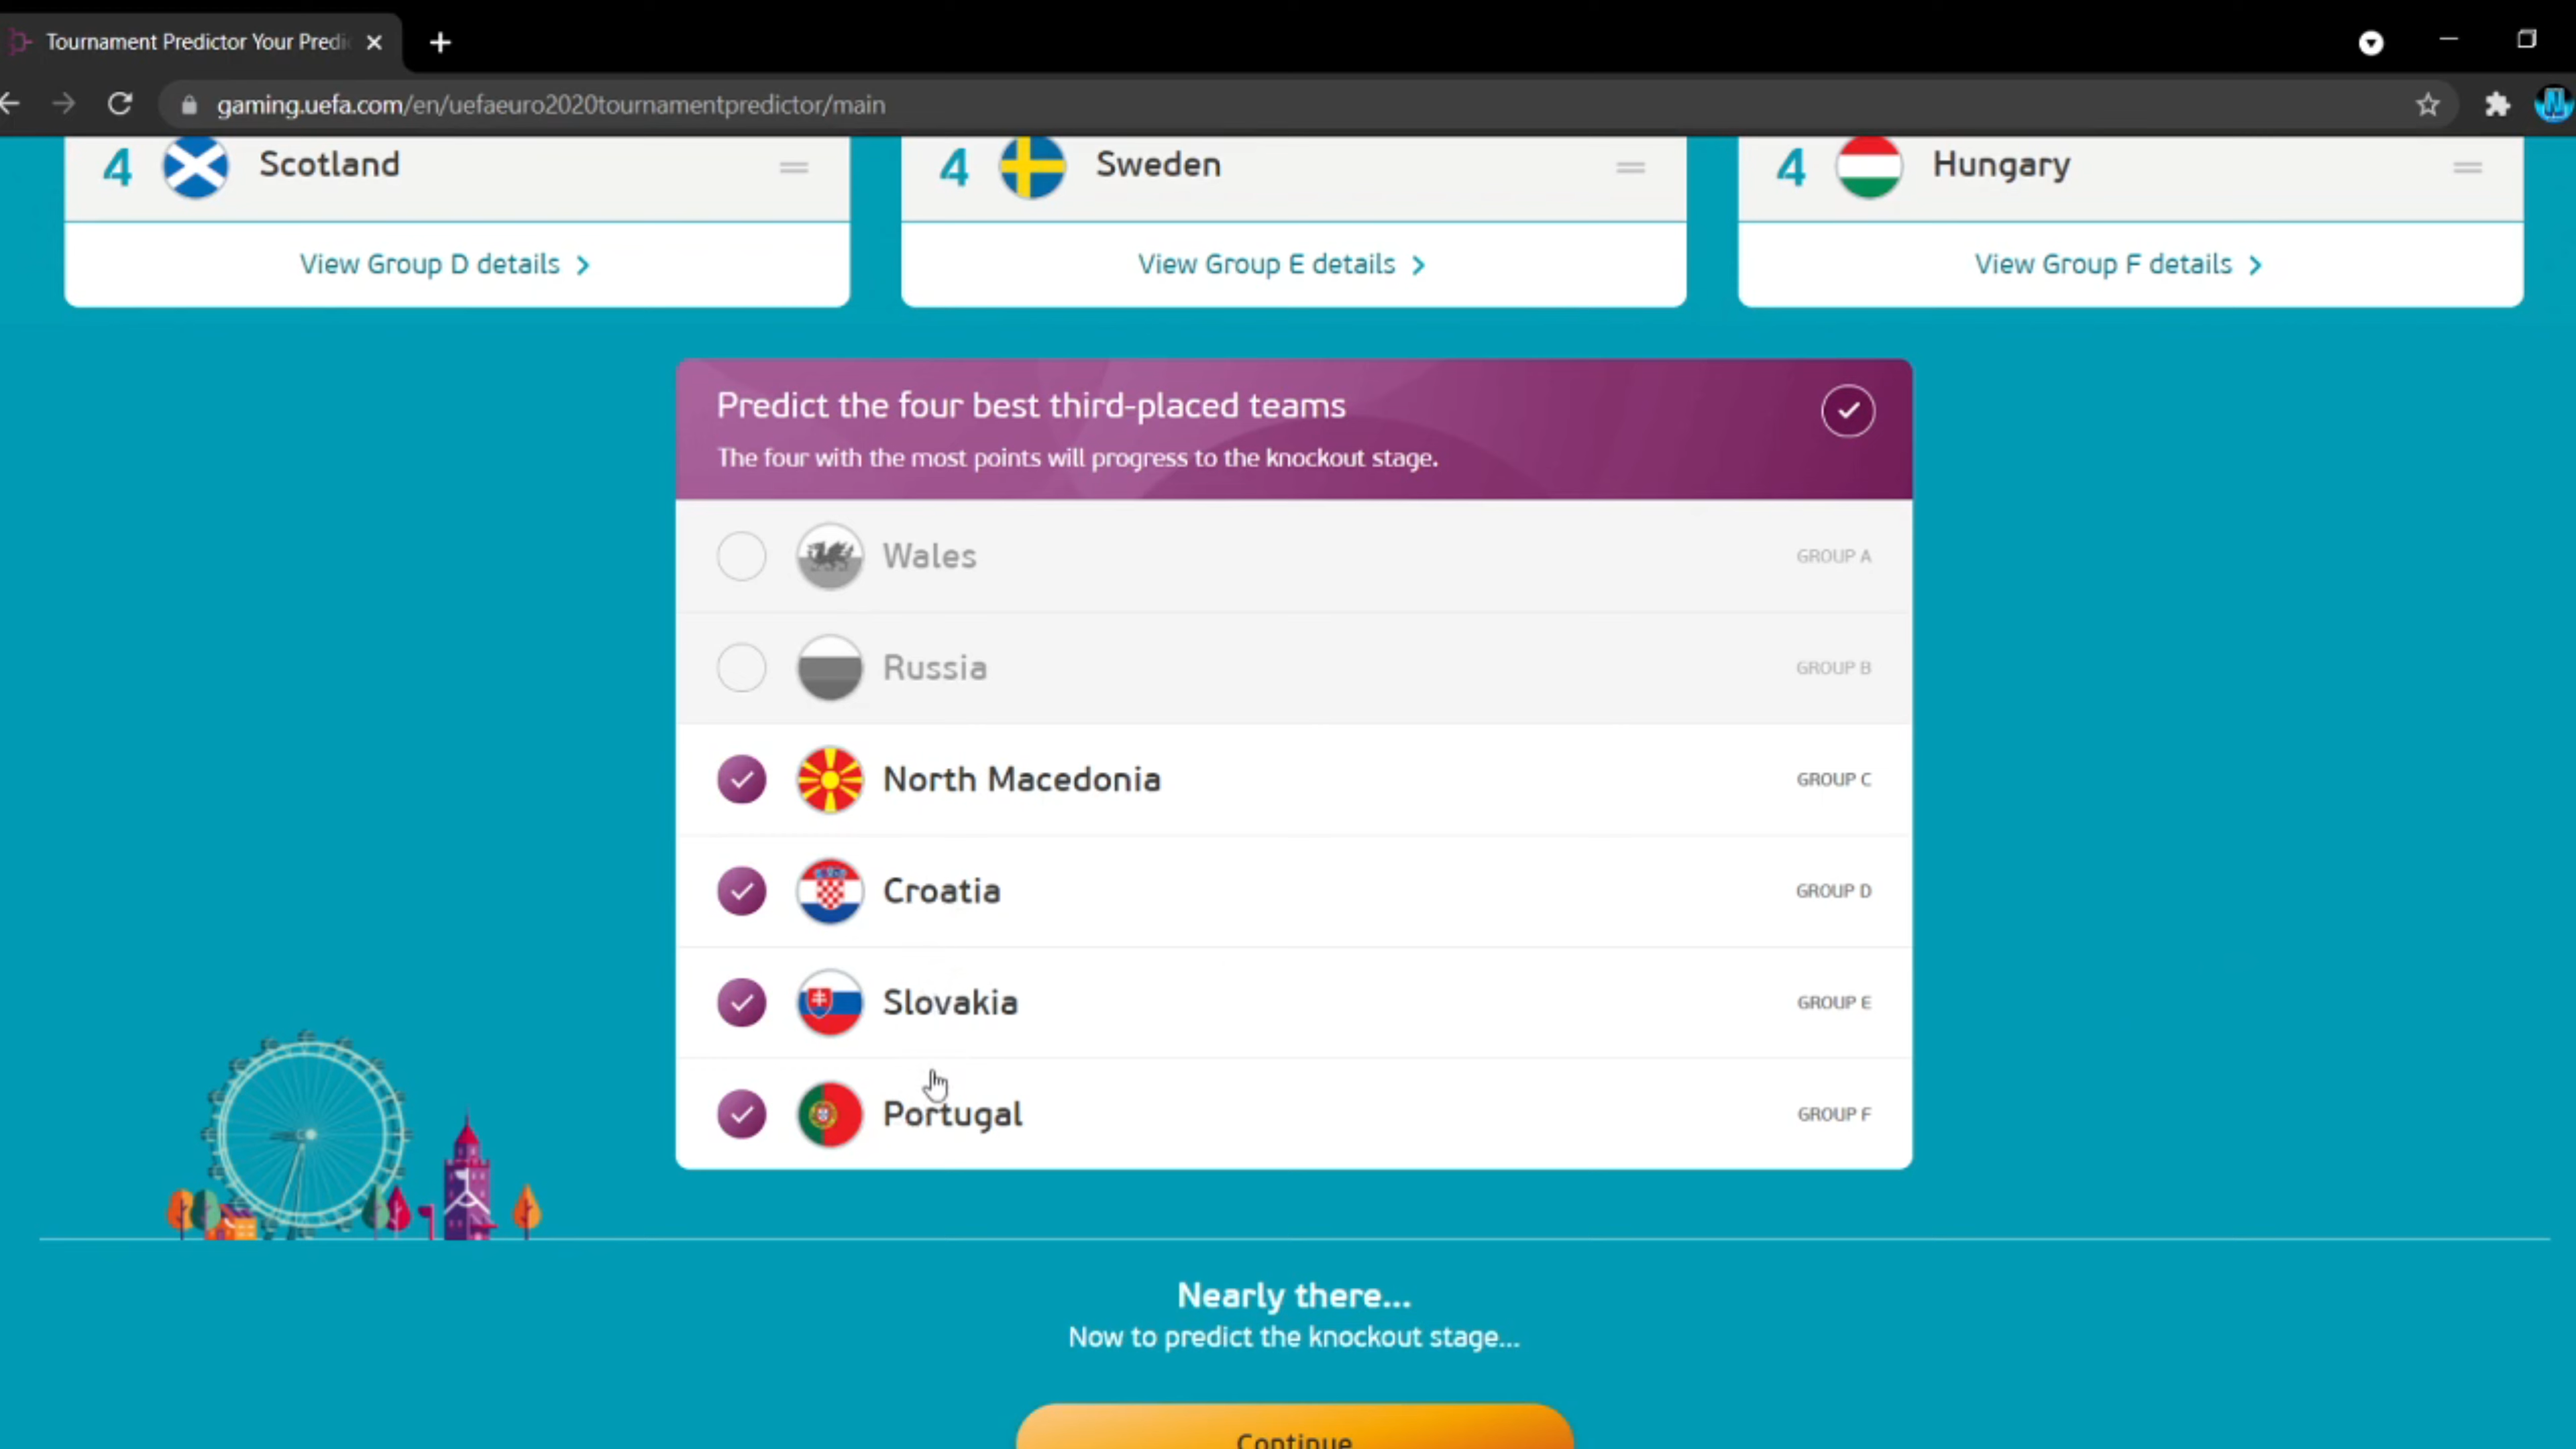 Tournament Predictor Your Predi
gaming.uefa.com/en/uefaeuro2020tournamentpredictor/main
4 Scotland
4 Sweden
4 Hungary
View Group D details
View Group E details
View Group F details
Predict the four best third-placed teams
The four with the most points will progress to the knockout stage.
Wales GROUP A
Russia GROUP B
North Macedonia GROUP C
Croatia GROUP D
Slovakia GROUP E
Portugal GROUP F
Nearly there...
Now to predict the knockout stage...
Continue